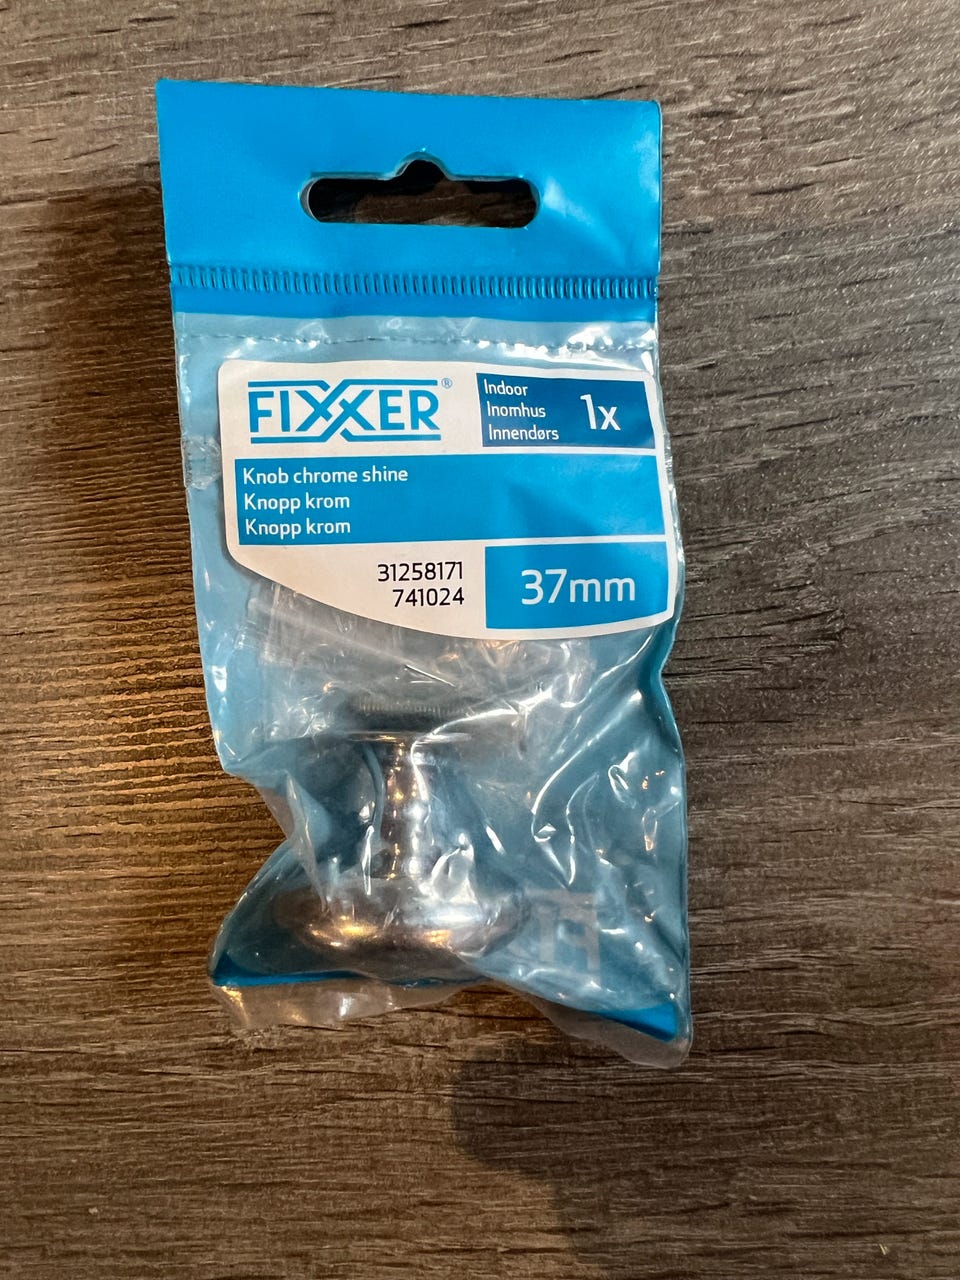 FIXXER®
Indoor
Inomhus
Innendørs
1x
Knob chrome shine
Knopp krom
Knopp krom
31258171
741024
37mm